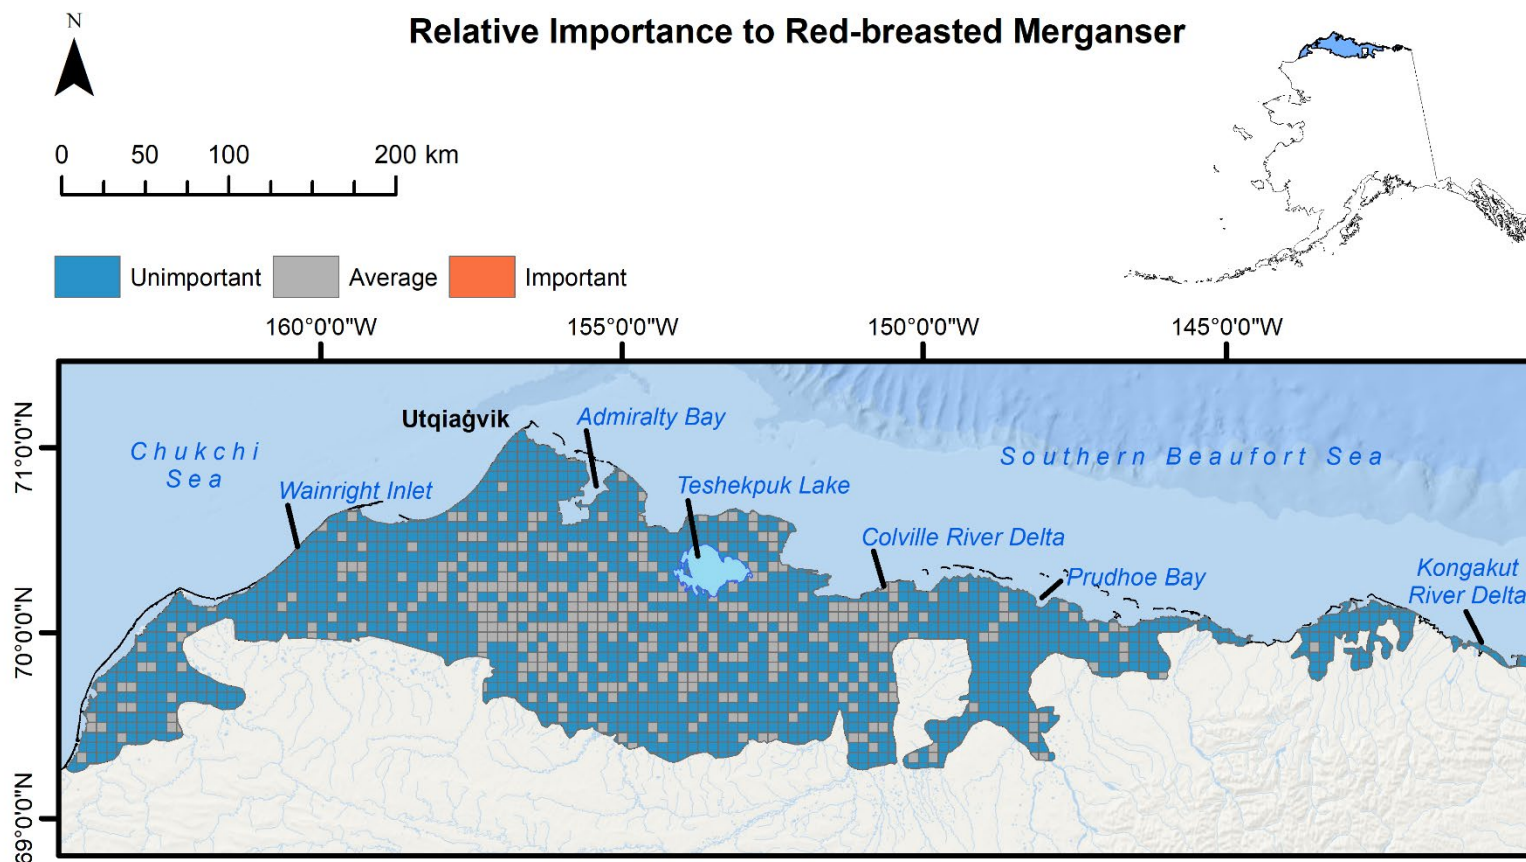 Relative Importance to Red-breasted Merganser
N
0 50 100 200 km
Unimportant Average Important
160°0'0"W 155°0'0"W 150°0'0"W 145°0'0"W
71°0'0"N
70°0'0"N
69°0'0"N
Utqiaġvik
Admiralty Bay
Chukchi
Sea
Southern Beaufort Sea
Wainright Inlet
Teshekpuk Lake
Colville River Delta
Prudhoe Bay
Kongakut
River Delta